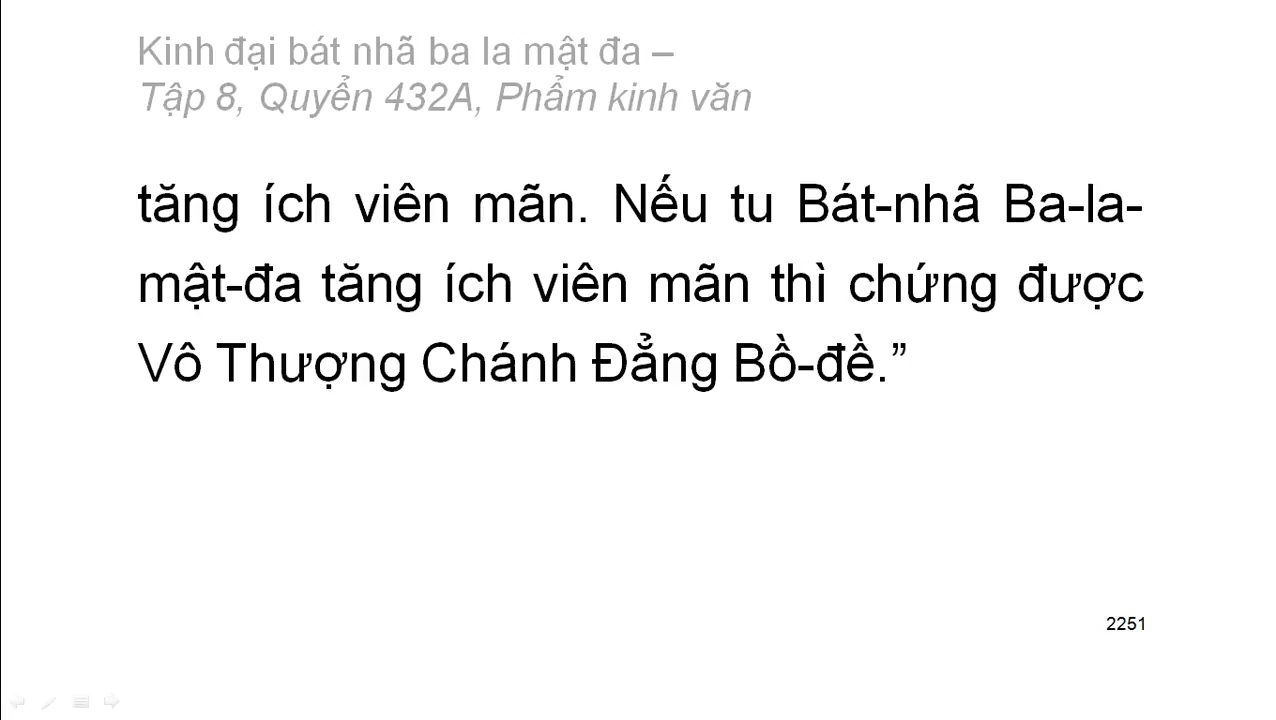 Kinh đại bát nhã ba la mật đa –
Tập 8, Quyển 432A, Phẩm kinh văn
tăng ích viên mãn. Nếu tu Bát-nhã Ba-la-
mật-đa tăng ích viên mãn thì chứng được
Vô Thượng Chánh Đẳng Bồ-đề.”
2251